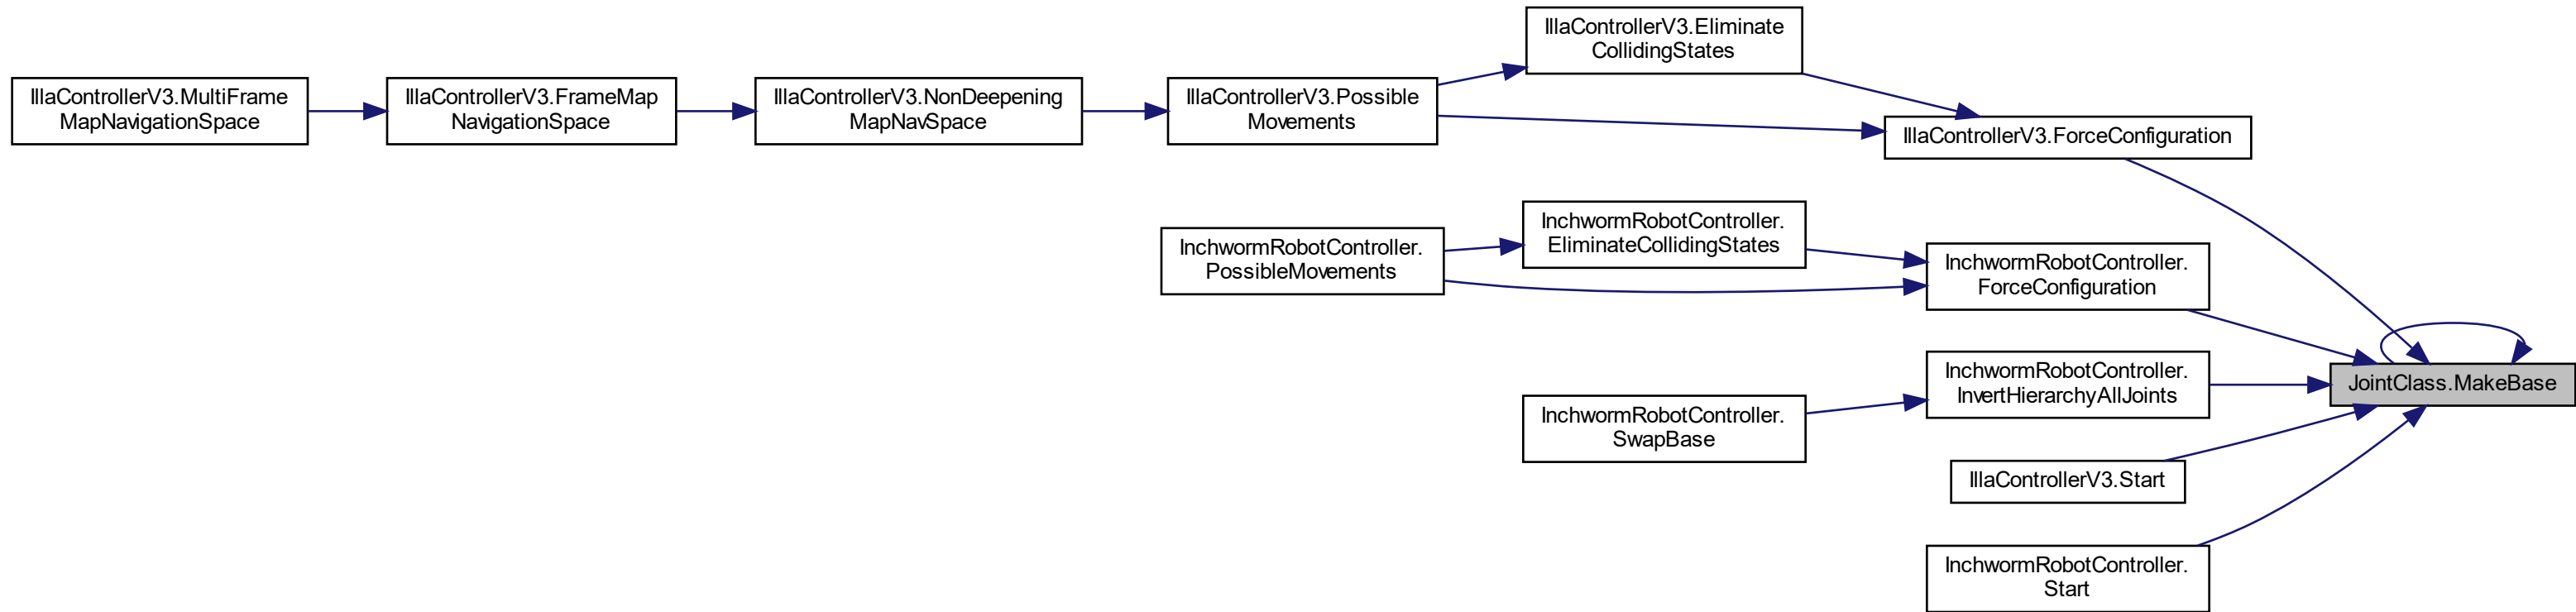 IllaControllerV3.MultiFrame
MapNavigationSpace
IllaControllerV3.FrameMap
NavigationSpace
IllaControllerV3.NonDeepening
MapNavSpace
IllaControllerV3.Possible
Movements
IllaControllerV3.Eliminate
CollidingStates
IllaControllerV3.ForceConfiguration
InchwormRobotController.
PossibleMovements
InchwormRobotController.
EliminateCollidingStates
InchwormRobotController.
ForceConfiguration
InchwormRobotController.
SwapBase
InchwormRobotController.
InvertHierarchyAllJoints
JointClass.MakeBase
IllaControllerV3.Start
InchwormRobotController.
Start